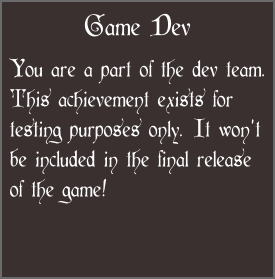 Game Dev
You are a part of the dev team.
This achievement exists for
testing purposes only. It won't
be included in the final release
of the game!